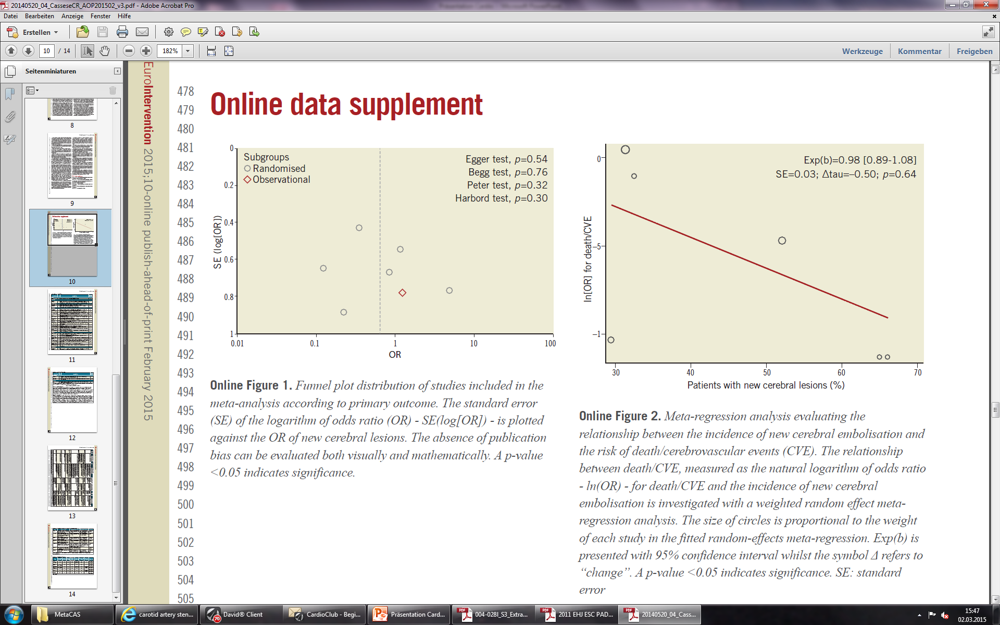 20140520_04_CasseseCR_AOP201502_v3.pdf - Adobe Acrobat Pro
Datei Bearbeiten Anzeige Fenster Hilfe
Erstellen
10 / 14
182%
Werkzeuge Kommentar Freigeben
Seitenminiaturen
8
9
10
11
12
13
14
EuroIntervention 2015;10-online publish-ahead-of-print February 2015
478
479
480
481
482
483
484
485
486
487
488
489
490
491
492
493
494
495
496
497
498
499
500
501
502
503
504
505
Online data supplement
Subgroups
Randomised
Observational
Egger test, p=0.54
Begg test, p=0.76
Peter test, p=0.32
Harbord test, p=0.30
SE (log[OR])
0
0.2
0.4
0.6
0.8
1
0.01 0.1 1 10 100
OR
Online Figure 1. Funnel plot distribution of studies included in the
meta-analysis according to primary outcome. The standard error
(SE) of the logarithm of odds ratio (OR) - SE(log[OR]) - is plotted
against the OR of new cerebral lesions. The absence of publication
bias can be evaluated both visually and mathematically. A p-value
<0.05 indicates significance.
Exp(b)=0.98 [0.89-1.08]
SE=0.03; Δtau=–0.50; p=0.64
ln[OR] for death/CVE
0
–5
–1
30 40 50 60 70
Patients with new cerebral lesions (%)
Online Figure 2. Meta-regression analysis evaluating the
relationship between the incidence of new cerebral embolisation and
the risk of death/cerebrovascular events (CVE). The relationship
between death/CVE, measured as the natural logarithm of odds ratio
- ln(OR) - for death/CVE and the incidence of new cerebral
embolisation is investigated with a weighted random effect meta-
regression analysis. The size of circles is proportional to the weight
of each study in the fitted random-effects meta-regression. Exp(b) is
presented with 95% confidence interval whilst the symbol Δ refers to
“change”. A p-value <0.05 indicates significance. SE: standard
error
MetaCAS
carotid artery sten...
David® Client
70
CardioClub - Begi...
Präsentation Card...
004-028l_S3_Extra...
2011 EHJ ESC PAD...
20140520_04_Cass...
15:47
02.03.2015